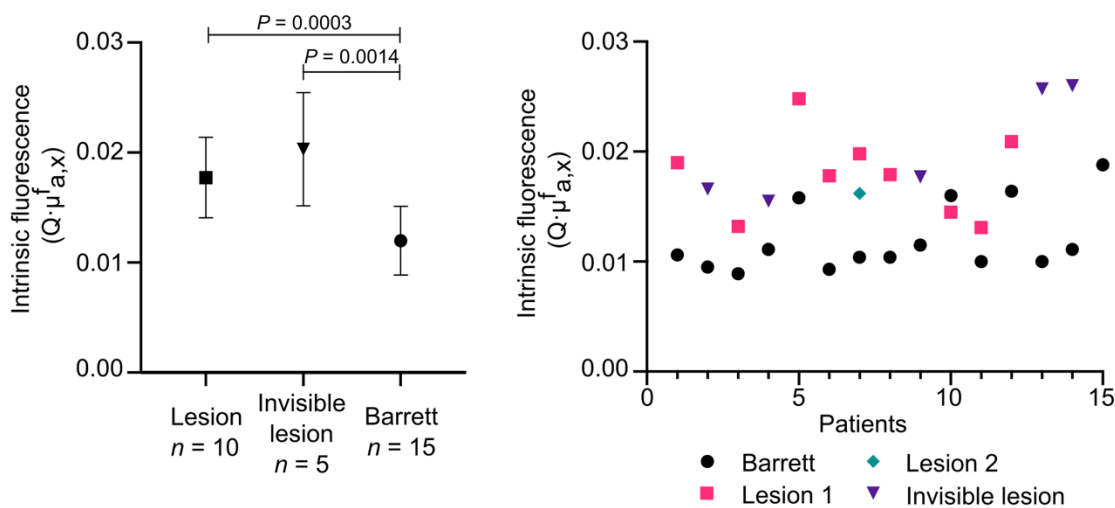 P = 0.0003
P = 0.0014
0.03
0.02
0.01
0.00
Intrinsic fluorescence
(Q·μᶠa,x)
Lesion
n = 10
Invisible
lesion
n = 5
Barrett
n = 15
0.03
0.02
0.01
0.00
Intrinsic fluorescence
(Q·μᶠa,x)
0 5 10 15
Patients
Barrett
Lesion 2
Lesion 1
Invisible lesion